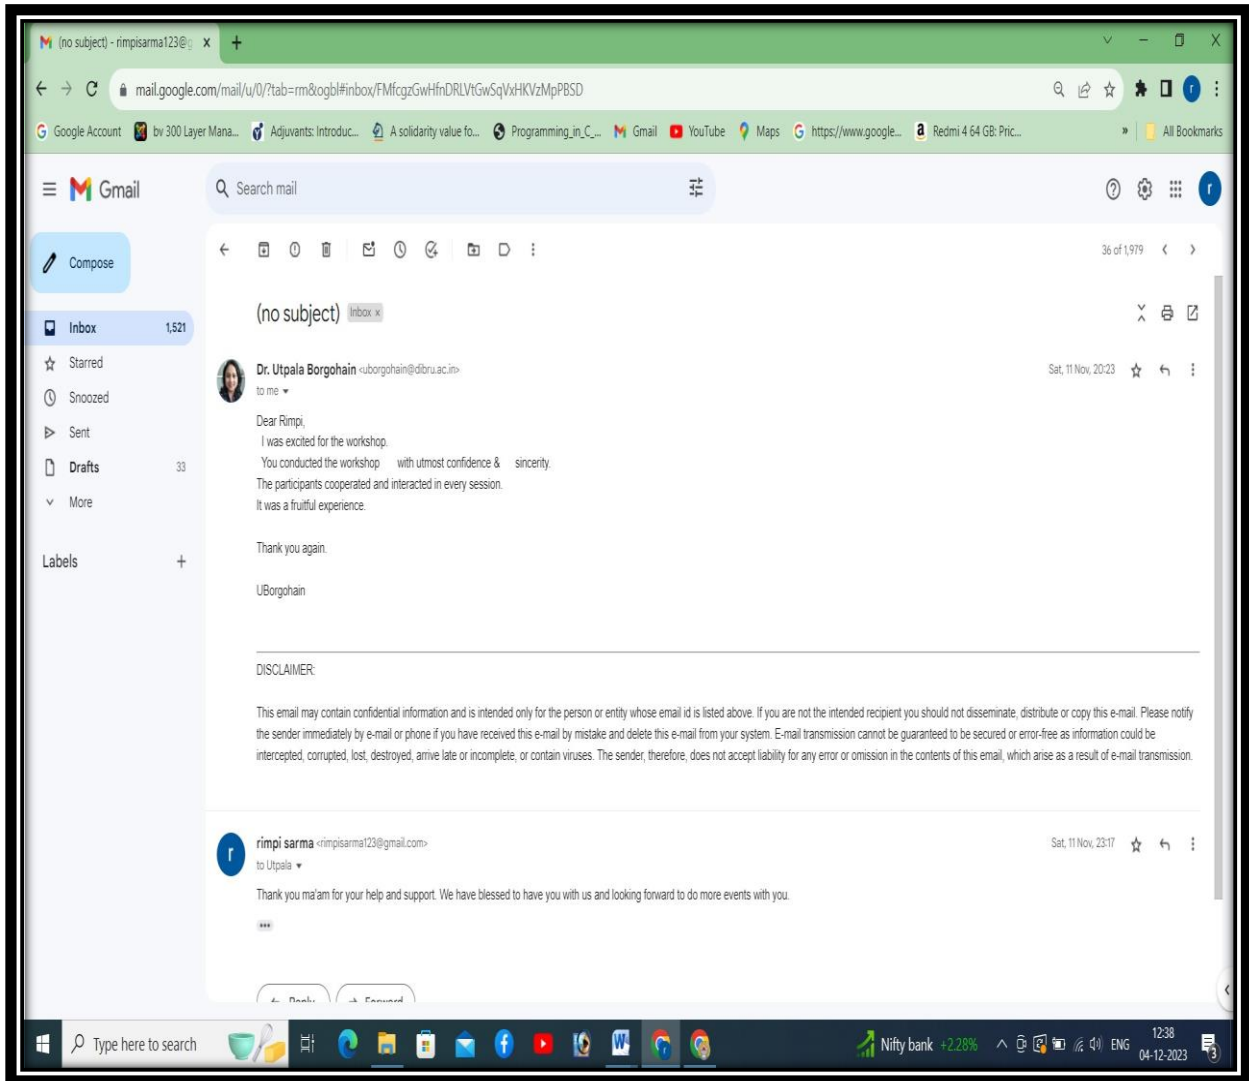 (no subject) - rimpisarma123@g
mail.google.com/mail/u/0/?tab=rm&ogbl#inbox/FMfcgzGwHfnDRLVtGwSqVxHKVzMpPBSD
Google Account bv 300 Layer Mana... Adjuvants: Introduc... A solidarity value fo... Programming_in_C_... Gmail YouTube Maps https://www.google... Redmi 4 64 GB: Pric... » All Bookmarks
Gmail Search mail
Compose
36 of 1,979
(no subject) Inbox x
Inbox 1,521
Starred
Snoozed
Sent
Drafts 33
More
Labels +
Dr. Utpala Borgohain <uborgohain@dibru.ac.in> Sat, 11 Nov, 20:23
to me
Dear Rimpi,
I was excited for the workshop.
You conducted the workshop with utmost confidence & sincerity.
The participants cooperated and interacted in every session.
It was a fruitful experience.
Thank you again.
UBorgohain
DISCLAIMER:
This email may contain confidential information and is intended only for the person or entity whose email id is listed above. If you are not the intended recipient you should not disseminate, distribute or copy this e-mail. Please notify
the sender immediately by e-mail or phone if you have received this e-mail by mistake and delete this e-mail from your system. E-mail transmission cannot be guaranteed to be secured or error-free as information could be
intercepted, corrupted, lost, destroyed, arrive late or incomplete, or contain viruses. The sender, therefore, does not accept liability for any error or omission in the contents of this email, which arise as a result of e-mail transmission.
r rimpi sarma <rimpisarma123@gmail.com> Sat, 11 Nov, 23:17
to Utpala
Thank you ma'am for your help and support. We have blessed to have you with us and looking forward to do more events with you.
Reply Forward
Type here to search Nifty bank +2.28% ENG 12:38
04-12-2023 3